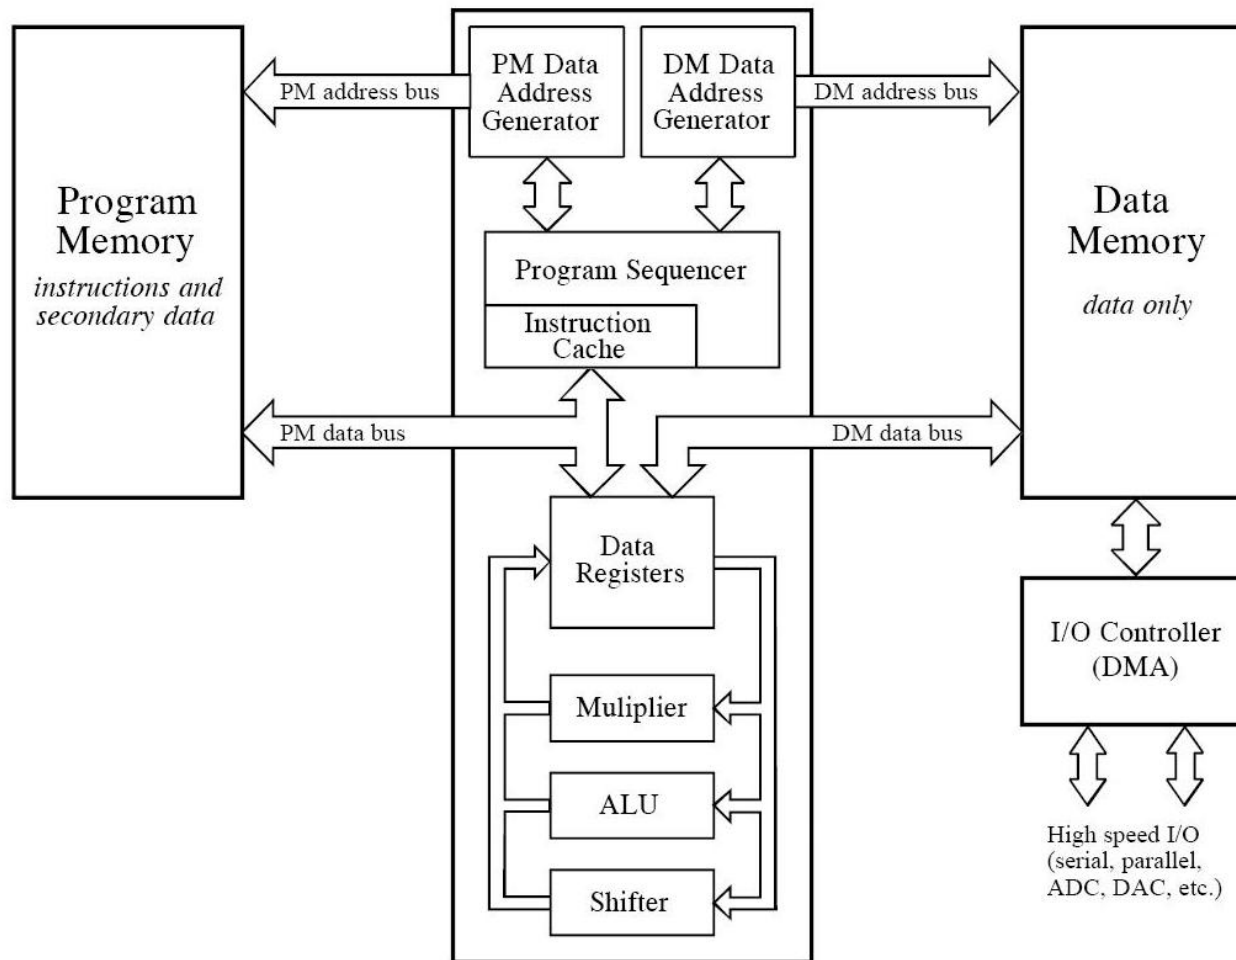 PM Data
Address
Generator
DM Data
Address
Generator
PM address bus
DM address bus
Program
Memory
instructions and
secondary data
Data
Memory
data only
Program Sequencer
Instruction
Cache
PM data bus
DM data bus
Data
Registers
I/O Controller
(DMA)
Muliplier
ALU
Shifter
High speed I/O
(serial, parallel,
ADC, DAC, etc.)